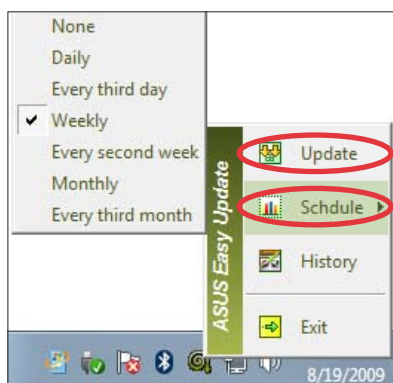 None
Daily
Every third day
Weekly
Every second week
Monthly
Every third month
ASUS Easy Update
Update
Schdule
History
Exit
8/19/2009